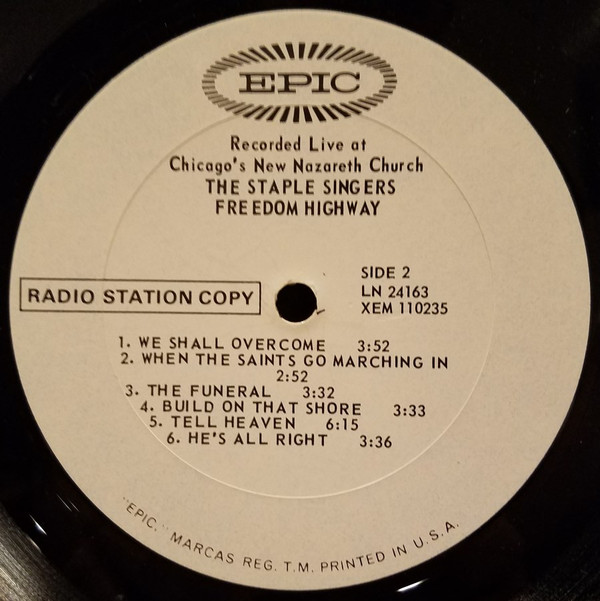 EPIC
Recorded Live at
Chicago's New Nazareth Church
THE STAPLE SINGERS
FREEDOM HIGHWAY
RADIO STATION COPY
SIDE 2
LN 24163
XEM 110235
1. WE SHALL OVERCOME 3:52
2. WHEN THE SAINTS GO MARCHING IN
2:52
3. THE FUNERAL 3:32
4. BUILD ON THAT SHORE 3:33
5. TELL HEAVEN 6:15
6. HE'S ALL RIGHT 3:36
"EPIC," MARCAS REG. T.M. PRINTED IN U.S.A.